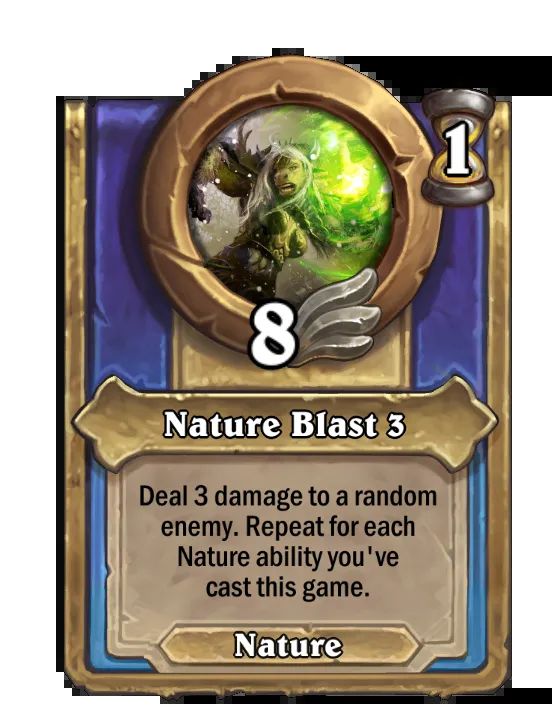 1
8
Nature Blast 3
Deal 3 damage to a random
enemy. Repeat for each
Nature ability you've
cast this game.
Nature